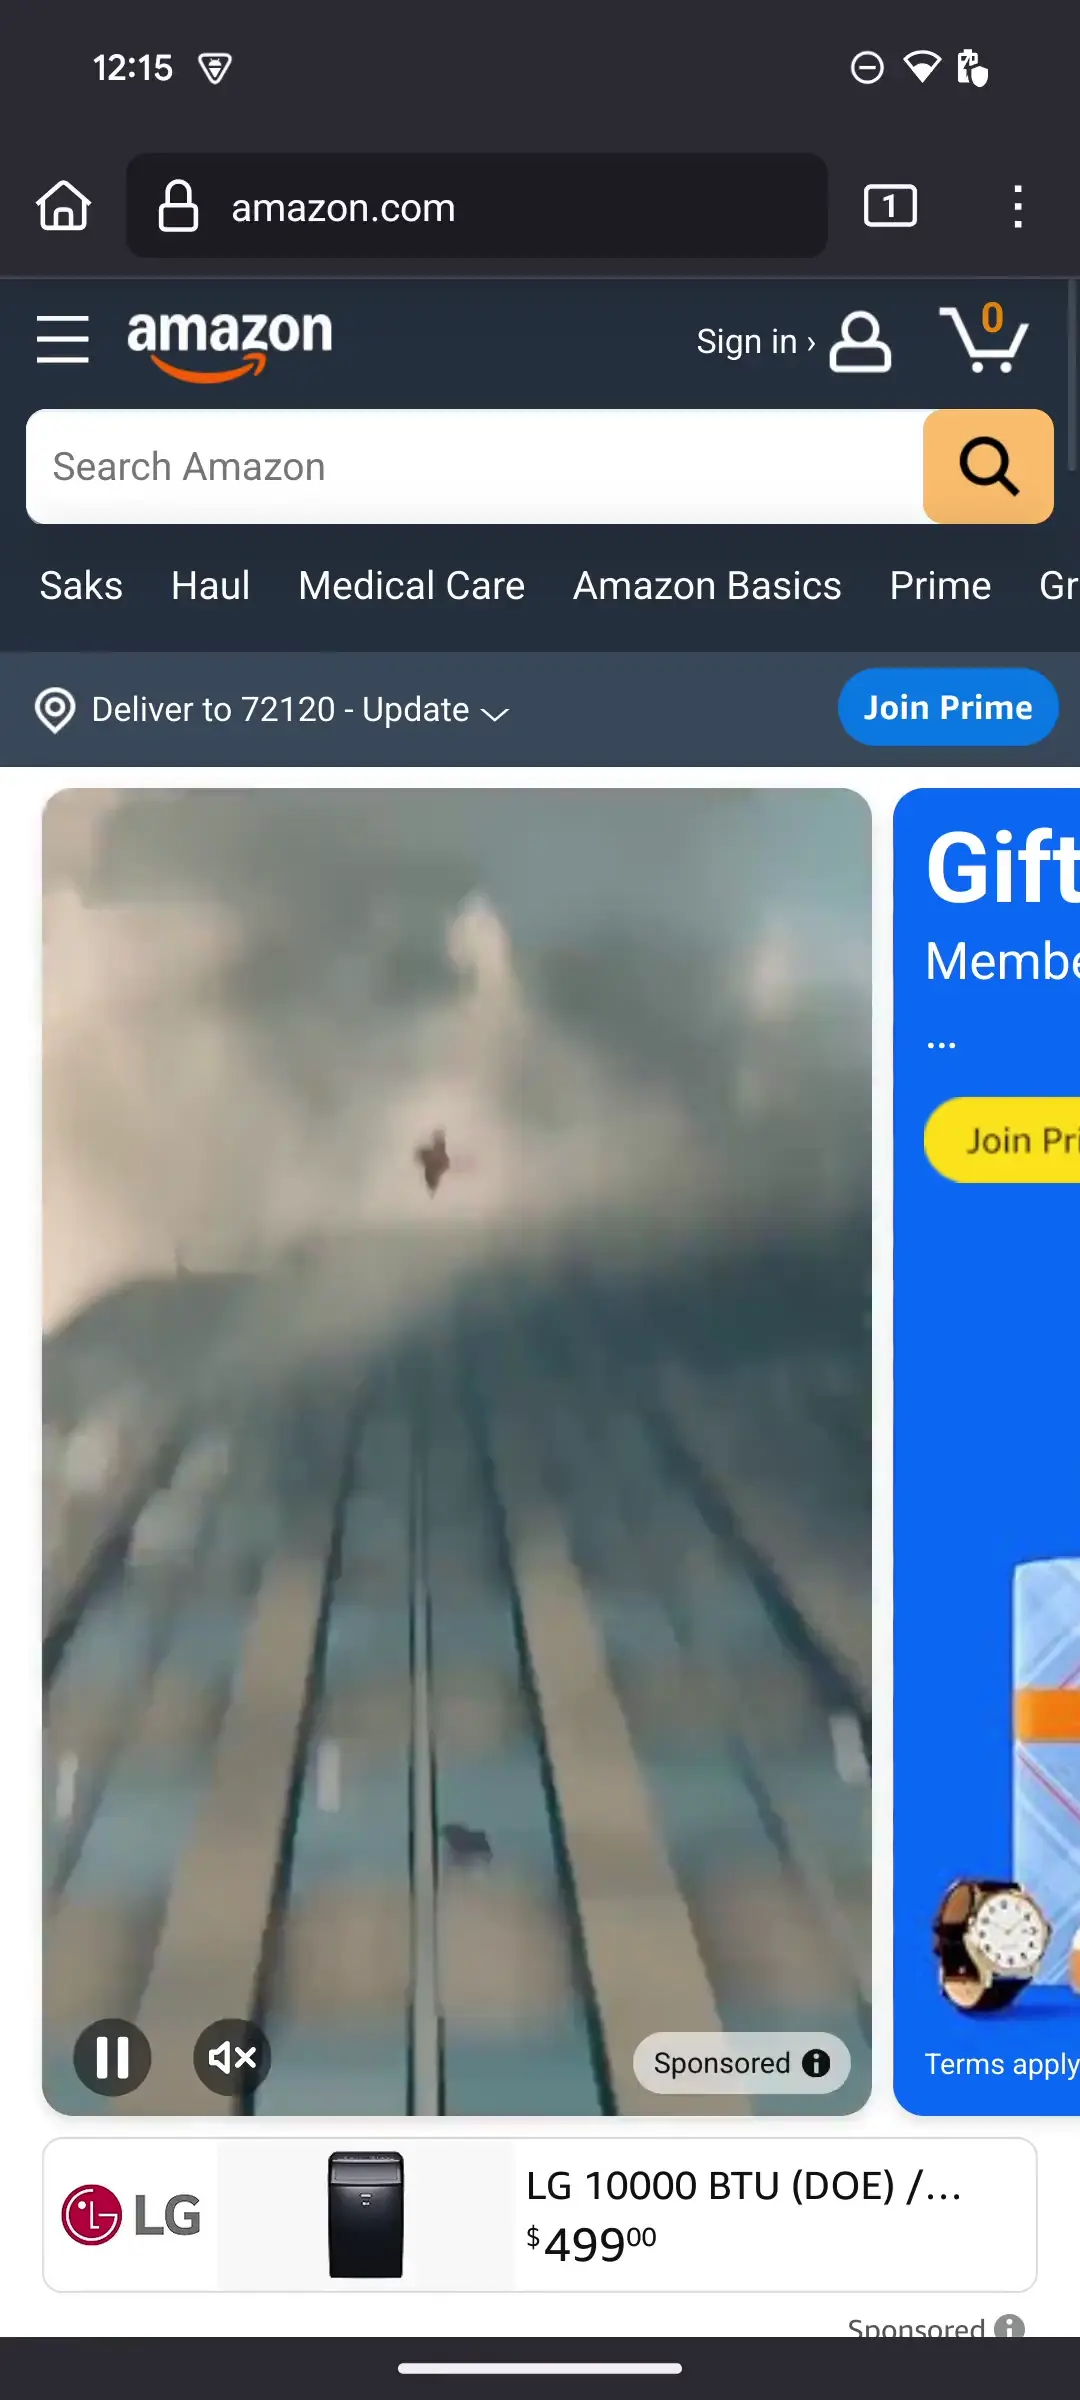 12:15
amazon.com
1
amazon
Sign in ›
0
Search Amazon
Saks Haul Medical Care Amazon Basics Prime Gr
Deliver to 72120 - Update
Join Prime
Gift
Membe
...
Join Pri
Terms apply
Sponsored
LG
LG 10000 BTU (DOE) /...
$49900
Sponsored